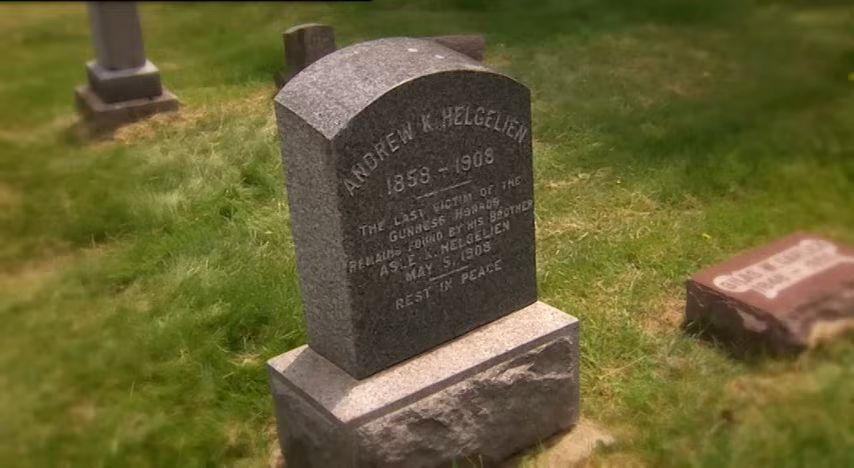 ANDREW K. HELGELIEN
1858 - 1908
THE LAST VICTIM OF THE
GUNNESS HORROR
REMAINS FOUND BY HIS BROTHER
ASLE K. HELGELIEN
MAY 5, 1908
REST IN PEACE